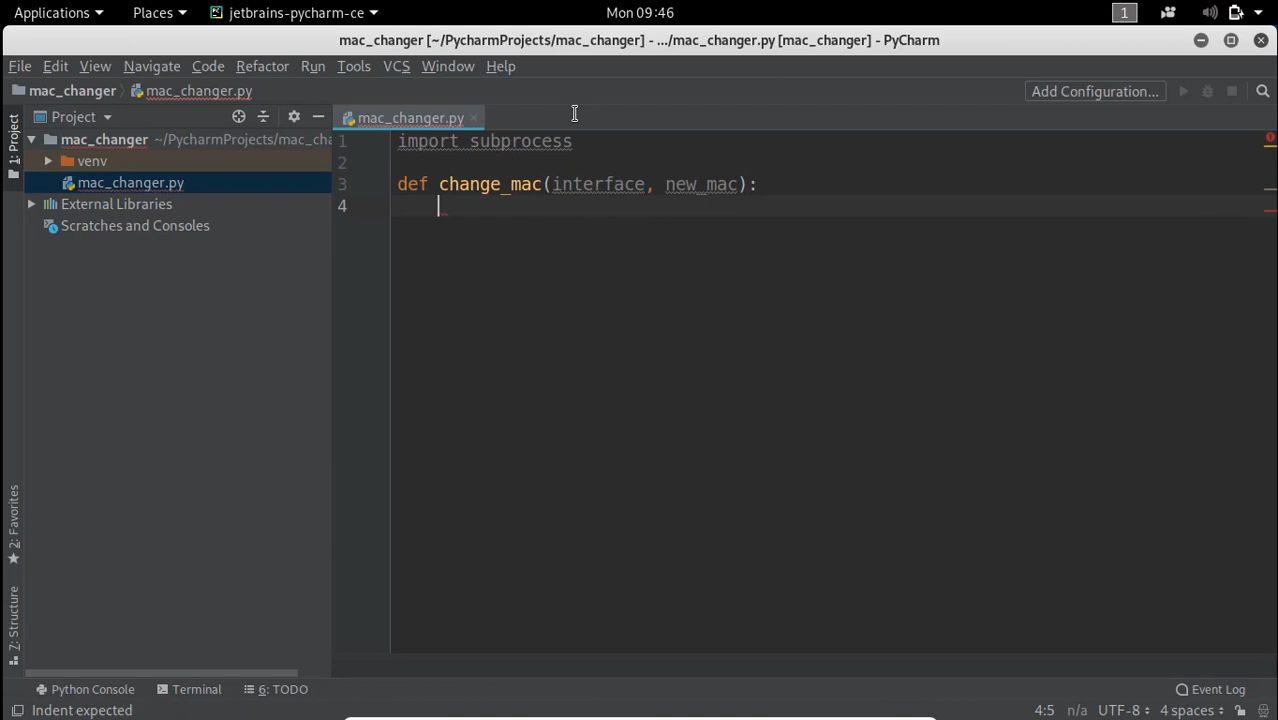 Applications Places jetbrains-pycharm-ce Mon 09:46 1
mac_changer [~/PycharmProjects/mac_changer] - .../mac_changer.py [mac_changer] - PyCharm
File Edit View Navigate Code Refactor Run Tools VCS Window Help
mac_changer mac_changer.py Add Configuration...
1: Project
Project
mac_changer ~/PycharmProjects/mac_cha
venv
mac_changer.py
External Libraries
Scratches and Consoles
mac_changer.py
1 import subprocess
2
3 def change_mac(interface, new_mac):
4
2: Favorites
7: Structure
Python Console Terminal 6: TODO Event Log
Indent expected 4:5 n/a UTF-8 4 spaces